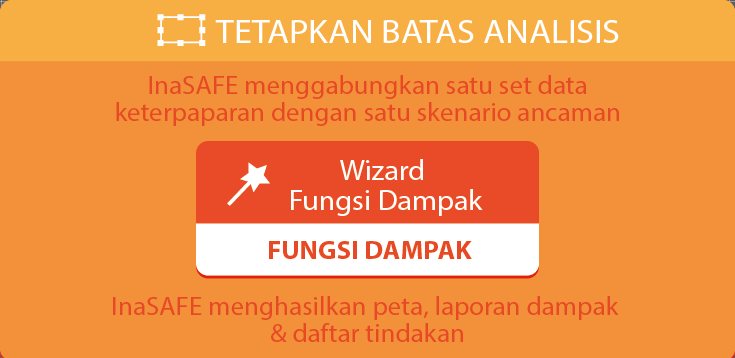 TETAPKAN BATAS ANALISIS
InaSAFE menggabungkan satu set data
keterpaparan dengan satu skenario ancaman
Wizard
Fungsi Dampak
FUNGSI DAMPAK
InaSAFE menghasilkan peta, laporan dampak
& daftar tindakan